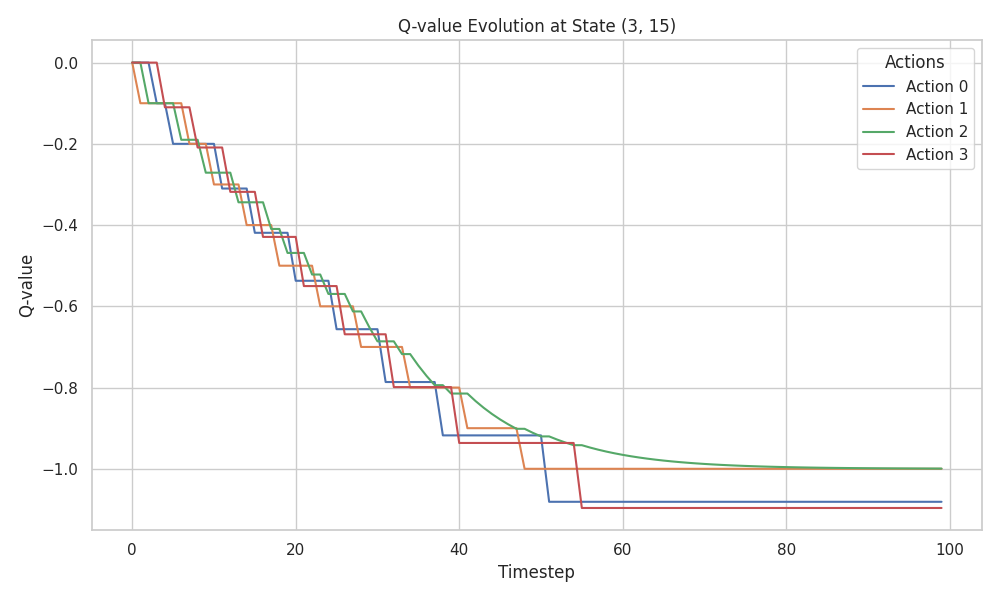 Q-value Evolution at State (3, 15)
Actions
Action 0
Action 1
Action 2
Action 3
Q-value
0.0
−0.2
−0.4
−0.6
−0.8
−1.0
0
20
40
60
80
100
Timestep